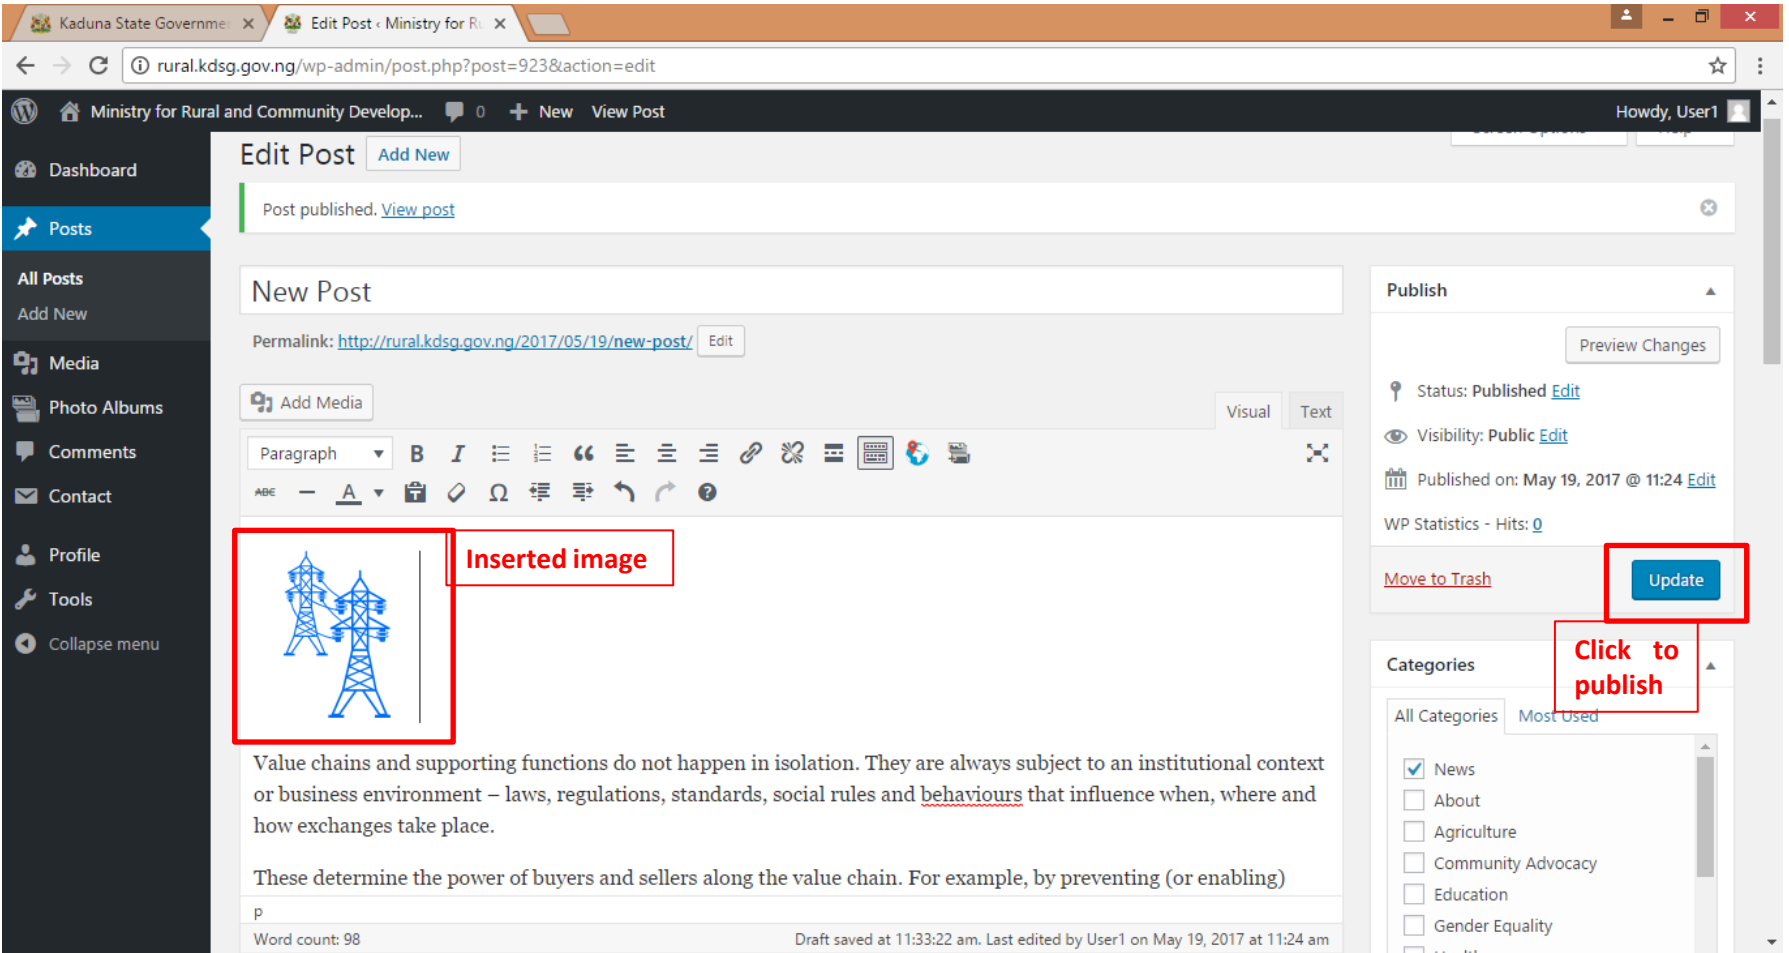 Kaduna State Governme
Edit Post ‹ Ministry for Ru
rural.kdsg.gov.ng/wp-admin/post.php?post=923&action=edit
Ministry for Rural and Community Develop... 0 New View Post Howdy, User1
Edit Post Add New
Dashboard
Post published. View post
Posts
All Posts
Add New
New Post
Publish
Permalink: http://rural.kdsg.gov.ng/2017/05/19/new-post/ Edit
Preview Changes
Media
Status: Published Edit
Photo Albums
Add Media
Visual Text
Visibility: Public Edit
Comments
Paragraph B I
Published on: May 19, 2017 @ 11:24 Edit
Contact
ABC A Ω
WP Statistics - Hits: 0
Profile
Inserted image
Move to Trash Update
Tools
Collapse menu
Click to
publish
Categories
All Categories Most Used
Value chains and supporting functions do not happen in isolation. They are always subject to an institutional context
or business environment – laws, regulations, standards, social rules and behaviours that influence when, where and
how exchanges take place.
These determine the power of buyers and sellers along the value chain. For example, by preventing (or enabling)
p
Word count: 98 Draft saved at 11:33:22 am. Last edited by User1 on May 19, 2017 at 11:24 am
News
About
Agriculture
Community Advocacy
Education
Gender Equality